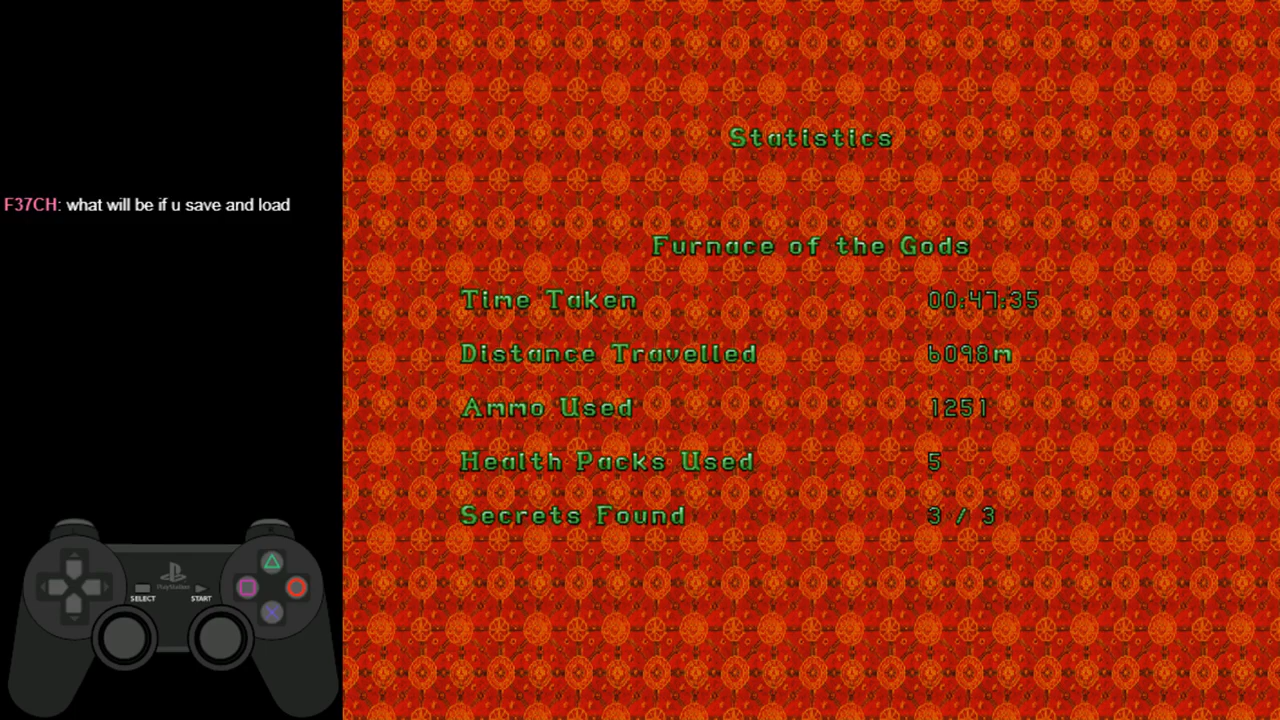 F37CH: what will be if u save and load
Statistics
Furnace of the Gods
Time Taken 00:47:35
Distance Travelled 6098m
Ammo Used 1251
Health Packs Used 5
Secrets Found 3 / 3
PlayStation
SELECT START